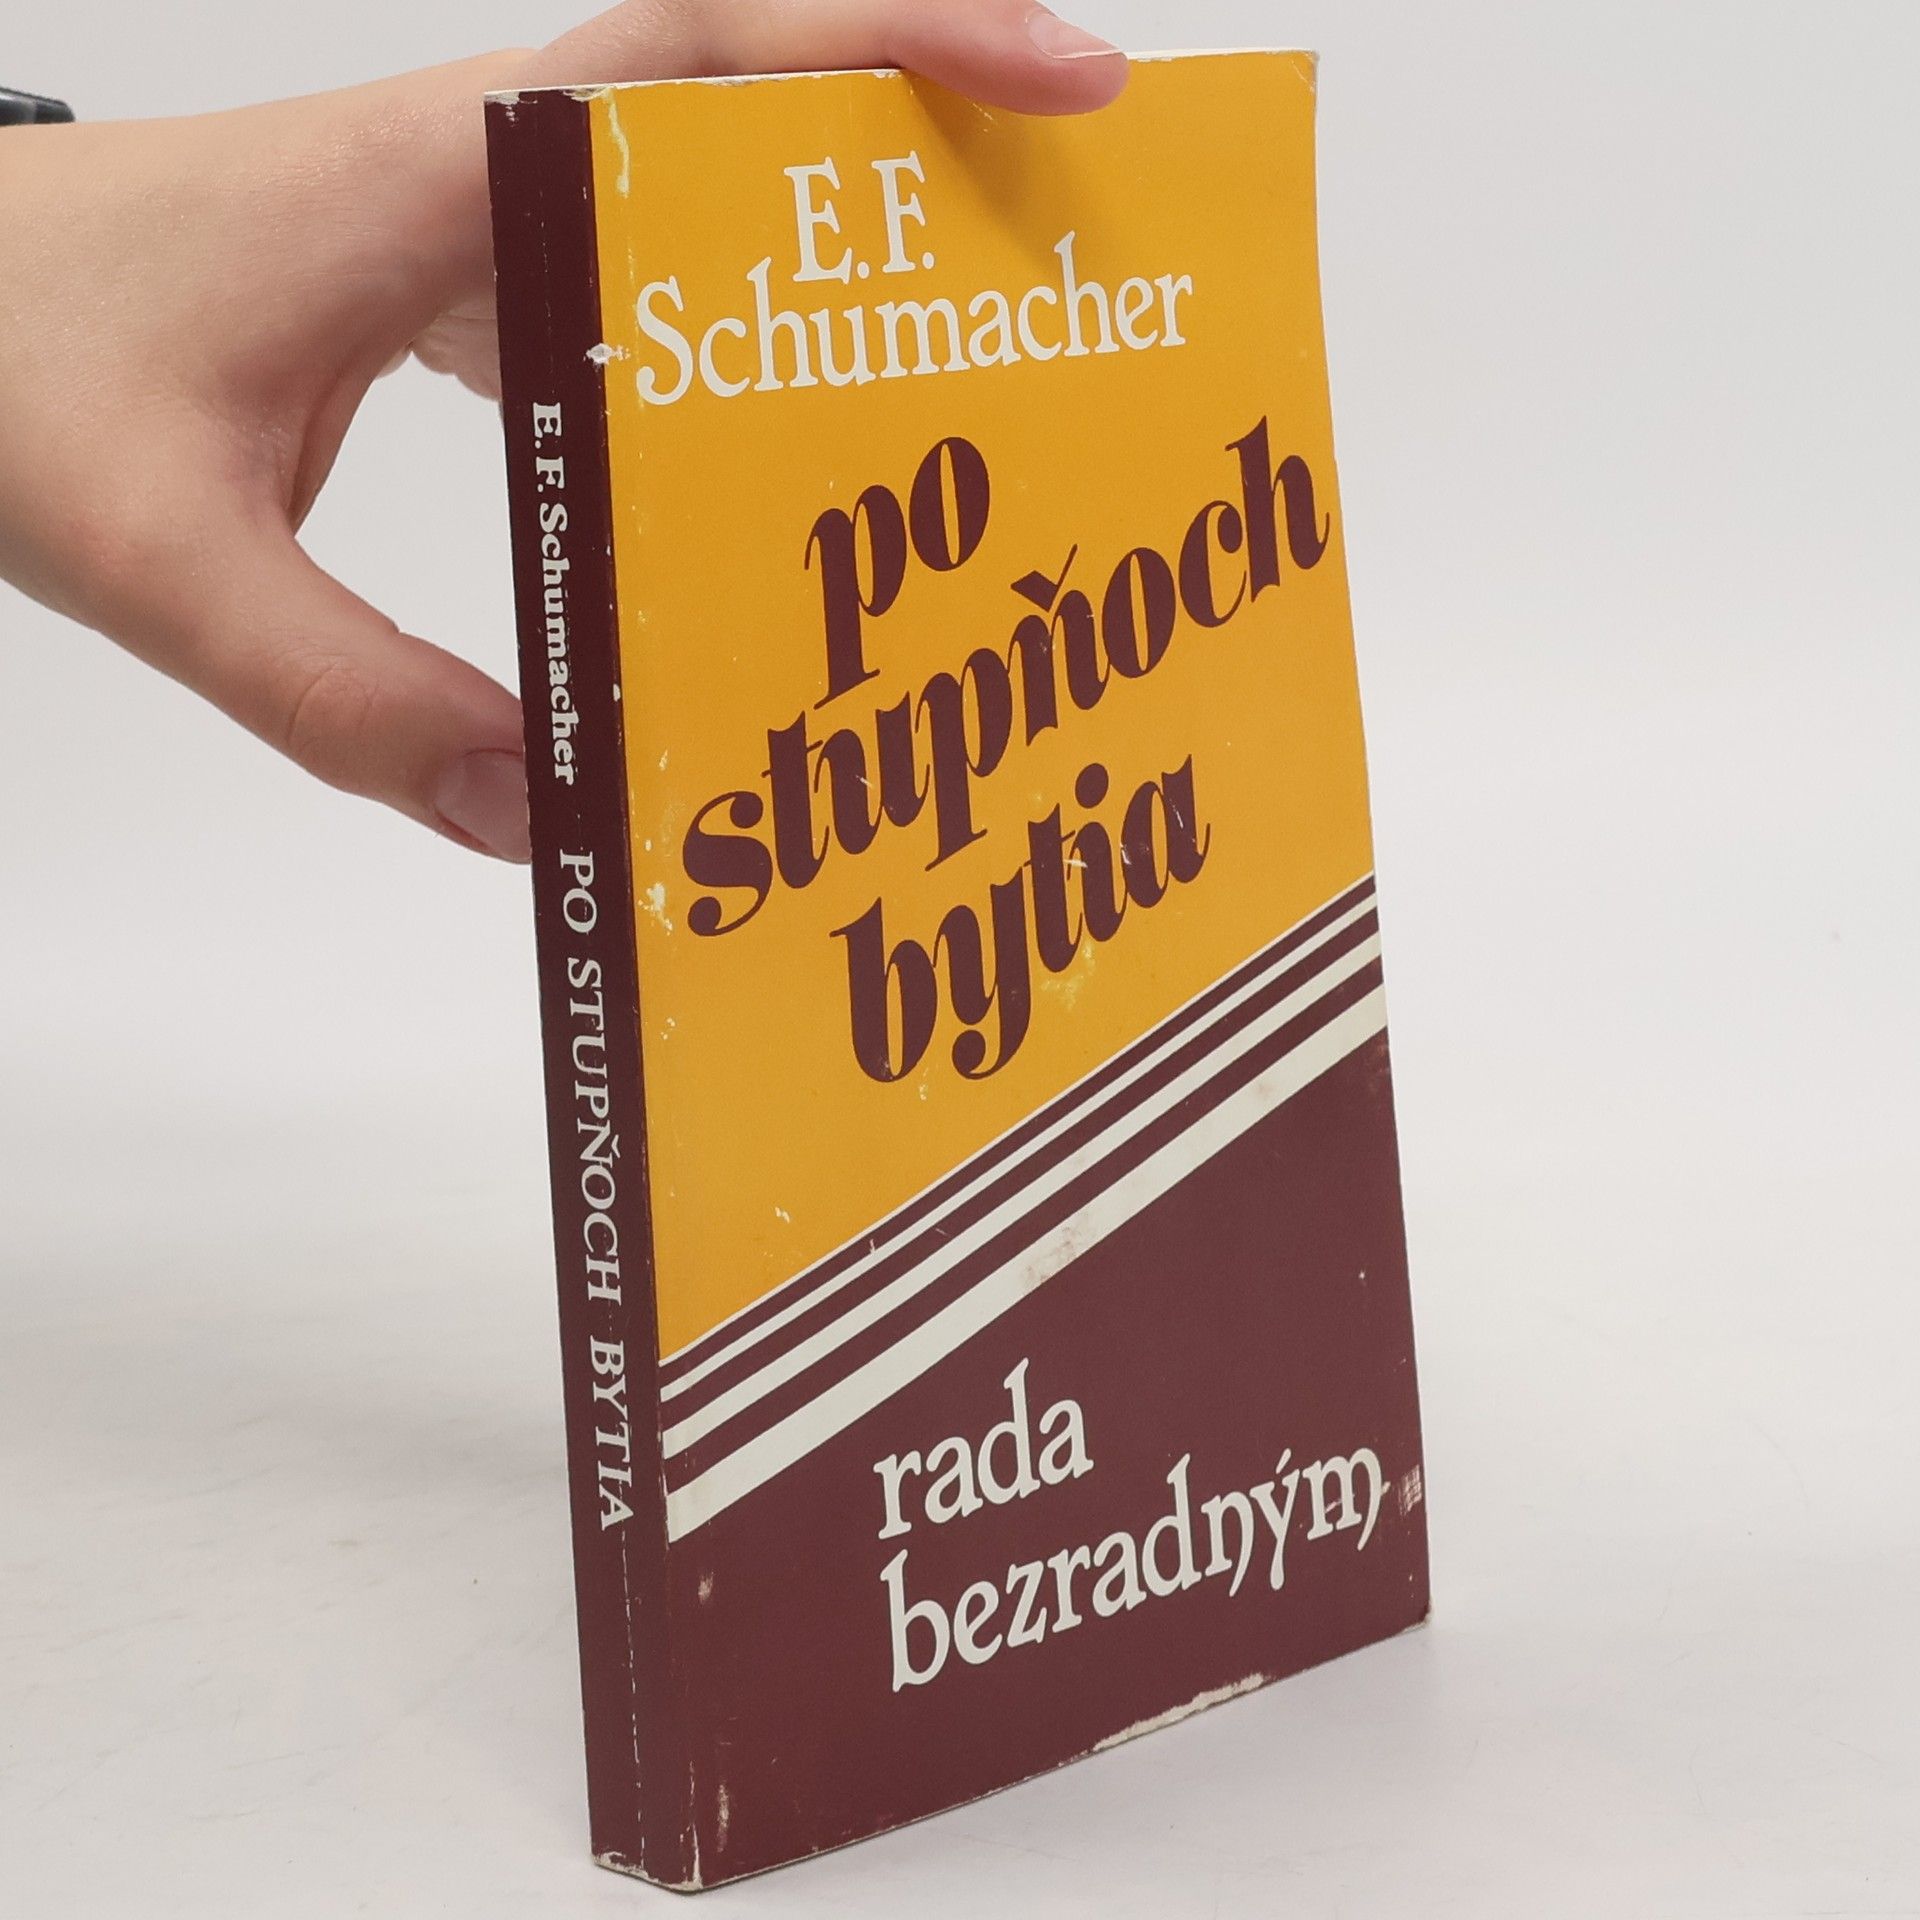 E. F.
Schumacher
po
stupňoch
bytia
rada
bezradným
E. F. Schumacher PO STUPŇOCH BYTIA